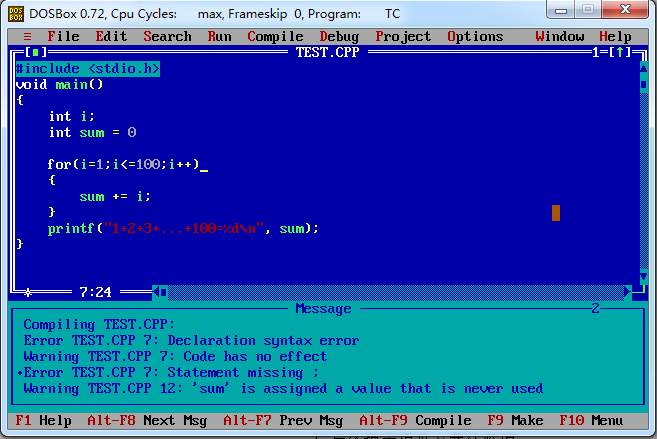 DOSBox 0.72, Cpu Cycles: max, Frameskip 0, Program: TC
≡ File Edit Search Run Compile Debug Project Options Window Help
[■] TEST.CPP 1=[↑]
#include <stdio.h>
void main()
{
int i;
int sum = 0
for(i=1;i<=100;i++)_
{
sum += i;
}
printf("1+2+3+...+100=%d\n", sum);
}
7:24
Message 2
Compiling TEST.CPP:
Error TEST.CPP 7: Declaration syntax error
Warning TEST.CPP 7: Code has no effect
•Error TEST.CPP 7: Statement missing ;
Warning TEST.CPP 12: 'sum' is assigned a value that is never used
F1 Help Alt-F8 Next Msg Alt-F7 Prev Msg Alt-F9 Compile F9 Make F10 Menu